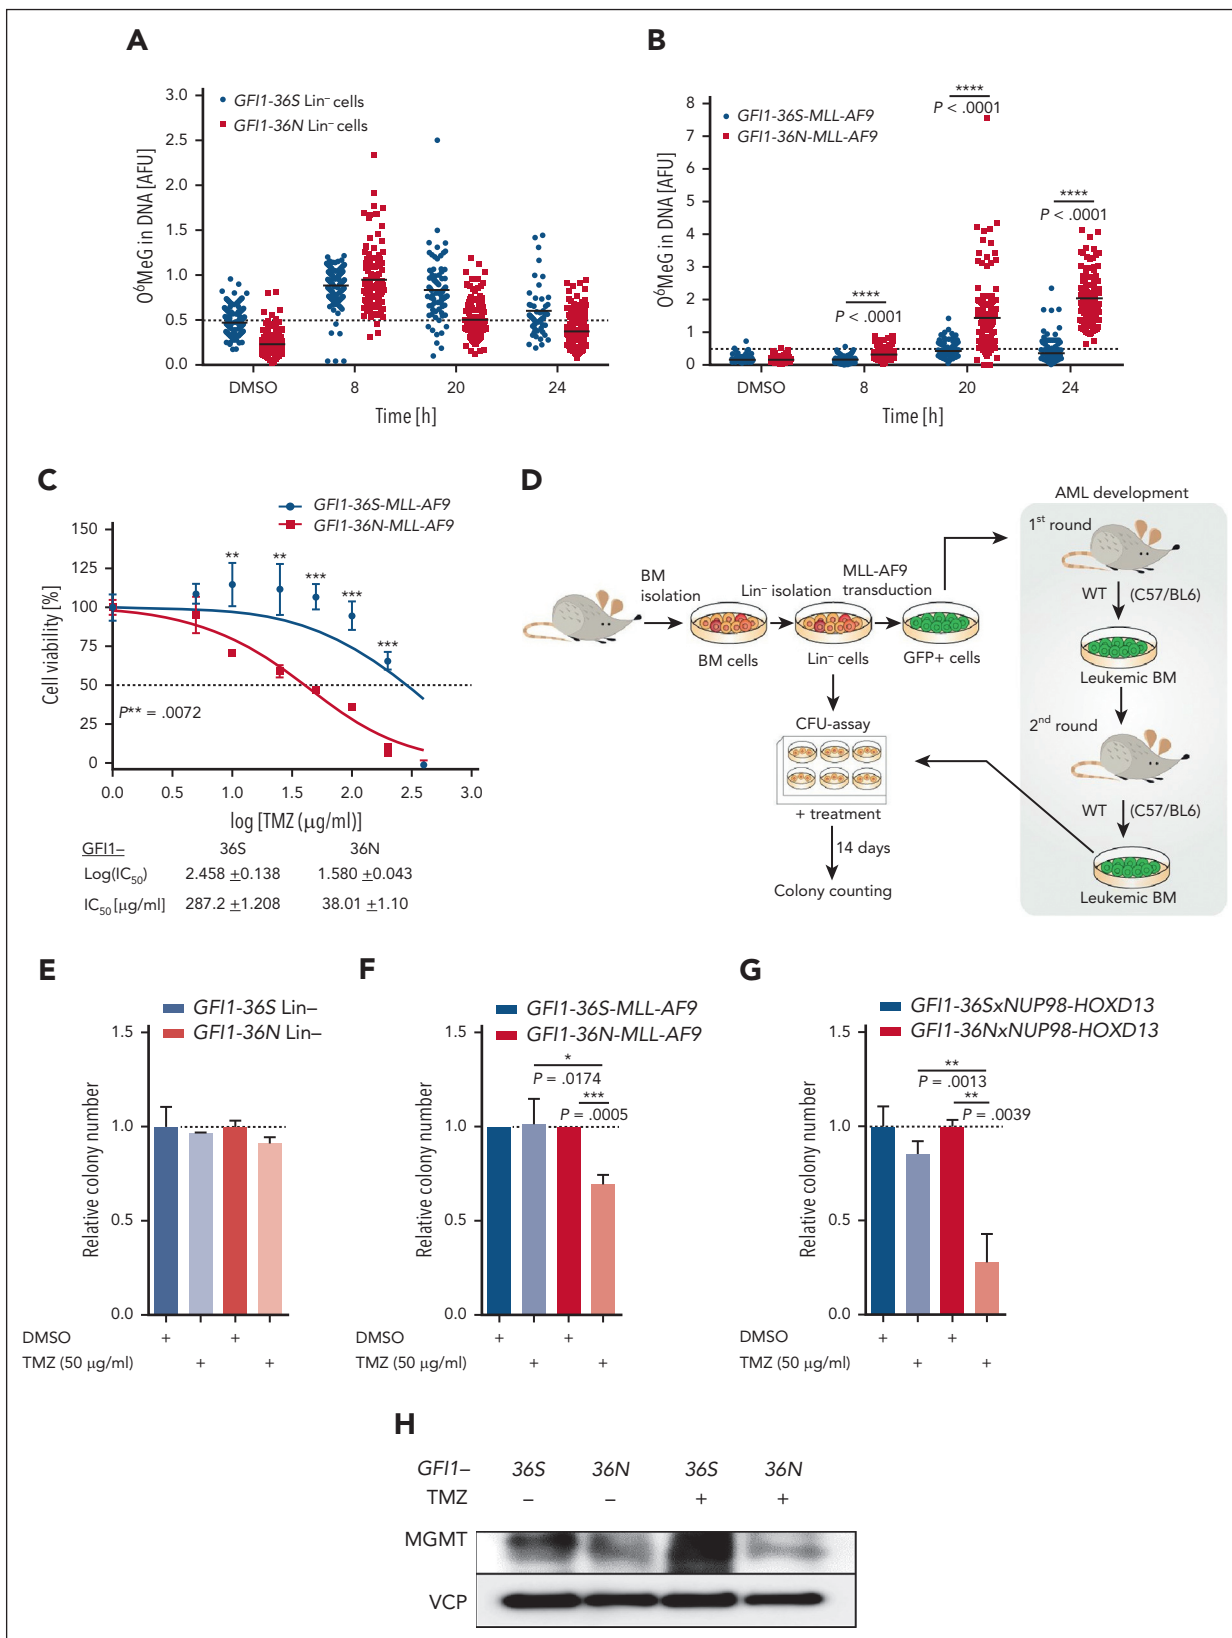 A
GFI1-36S Lin– cells
GFI1-36N Lin– cells
O6MeG in DNA [AFU]
3.0
2.5
2.0
1.5
1.0
0.5
0.0
DMSO 8 20 24
Time [h]
B
****
P < .0001
GFI1-36S-MLL-AF9
GFI1-36N-MLL-AF9
****
P < .0001
****
P < .0001
O6MeG in DNA [AFU]
8
7
6
5
4
3
2
1
0
DMSO 8 20 24
Time [h]
C
GFI1-36S-MLL-AF9
GFI1-36N-MLL-AF9
Cell viability [%]
150
125
100
75
50
25
0
** ** *** *** ***
P** = .0072
0.0 0.5 1.0 1.5 2.0 2.5 3.0
log [TMZ (µg/ml)]
GFI1– 36S 36N
Log(IC50) 2.458 ±0.138 1.580 ±0.043
IC50 [µg/ml] 287.2 ±1.208 38.01 ±1.10
D
AML development
1st round
BM isolation
Lin– isolation
MLL-AF9 transduction
BM cells
Lin– cells
GFP+ cells
WT (C57/BL6)
Leukemic BM
2nd round
WT (C57/BL6)
Leukemic BM
CFU-assay
+ treatment
14 days
Colony counting
E
GFI1-36S Lin–
GFI1-36N Lin–
Relative colony number
1.5
1.0
0.5
0.0
DMSO + +
TMZ (50 µg/ml) + +
F
GFI1-36S-MLL-AF9
GFI1-36N-MLL-AF9
*
P = .0174
***
P = .0005
Relative colony number
1.5
1.0
0.5
0.0
DMSO + +
TMZ (50 µg/ml) + +
G
GFI1-36SxNUP98-HOXD13
GFI1-36NxNUP98-HOXD13
**
P = .0013
**
P = .0039
Relative colony number
1.5
1.0
0.5
0.0
DMSO + +
TMZ (50 µg/ml) + +
H
GFI1– 36S 36N 36S 36N
TMZ – – + +
MGMT
VCP